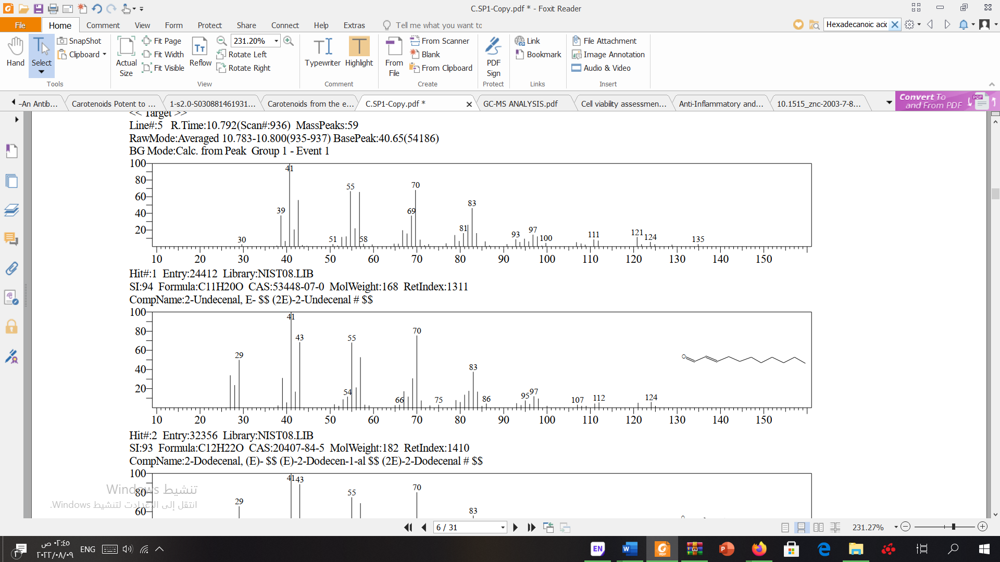 C.SP1-Copy.pdf * - Foxit Reader
File Home Comment View Form Protect Share Connect Help Extras Tell me what you want to
Hexadecanoic acid
Hand
Select
SnapShot
Clipboard
Tools
Actual Size
Fit Page
Fit Width
Fit Visible
Reflow
231.20%
Rotate Left
Rotate Right
View
Typewriter
Highlight
Comment
From File
From Scanner
Blank
From Clipboard
Create
PDF Sign
Protect
Link
Bookmark
Links
File Attachment
Image Annotation
Audio & Video
Insert
-An Antib...
Carotenoids Potent to ...
1-s2.0-S030881461931...
Carotenoids from the e...
C.SP1-Copy.pdf *
GC-MS ANALYSIS.pdf
Cell viability assessmen...
Anti-Inflammatory and...
10.1515_znc-2003-7-8...
Convert To
and From PDF
PDF
<< Target >>
Line#:5 R.Time:10.792(Scan#:936) MassPeaks:59
RawMode:Averaged 10.783-10.800(935-937) BasePeak:40.65(54186)
BG Mode:Calc. from Peak Group 1 - Event 1
100
80
60
40
20
30 39 41 51 55 58 69 70 81 83 93 97 100 111 121 124 135
10 20 30 40 50 60 70 80 90 100 110 120 130 140 150
Hit#:1 Entry:24412 Library:NIST08.LIB
SI:94 Formula:C11H20O CAS:53448-07-0 MolWeight:168 RetIndex:1311
CompName:2-Undecenal, E- $$ (2E)-2-Undecenal # $$
100
80
60
40
20
29 41 43 54 55 66 70 75 83 86 95 97 107 112 124
O
10 20 30 40 50 60 70 80 90 100 110 120 130 140 150
Hit#:2 Entry:32356 Library:NIST08.LIB
SI:93 Formula:C12H22O CAS:20407-84-5 MolWeight:182 RetIndex:1410
CompName:2-Dodecenal, (E)- $$ (E)-2-Dodecen-1-al $$ (2E)-2-Dodecenal # $$
100
80
60
29 41 43 55 70 83
تنشيط Windows
انتقل إلى الإعدادات لتنشيط Windows.
6 / 31
231.27%
٠٢:٤٥ ص
٢٠٢٢/٠٨/٠٩
ENG
EN